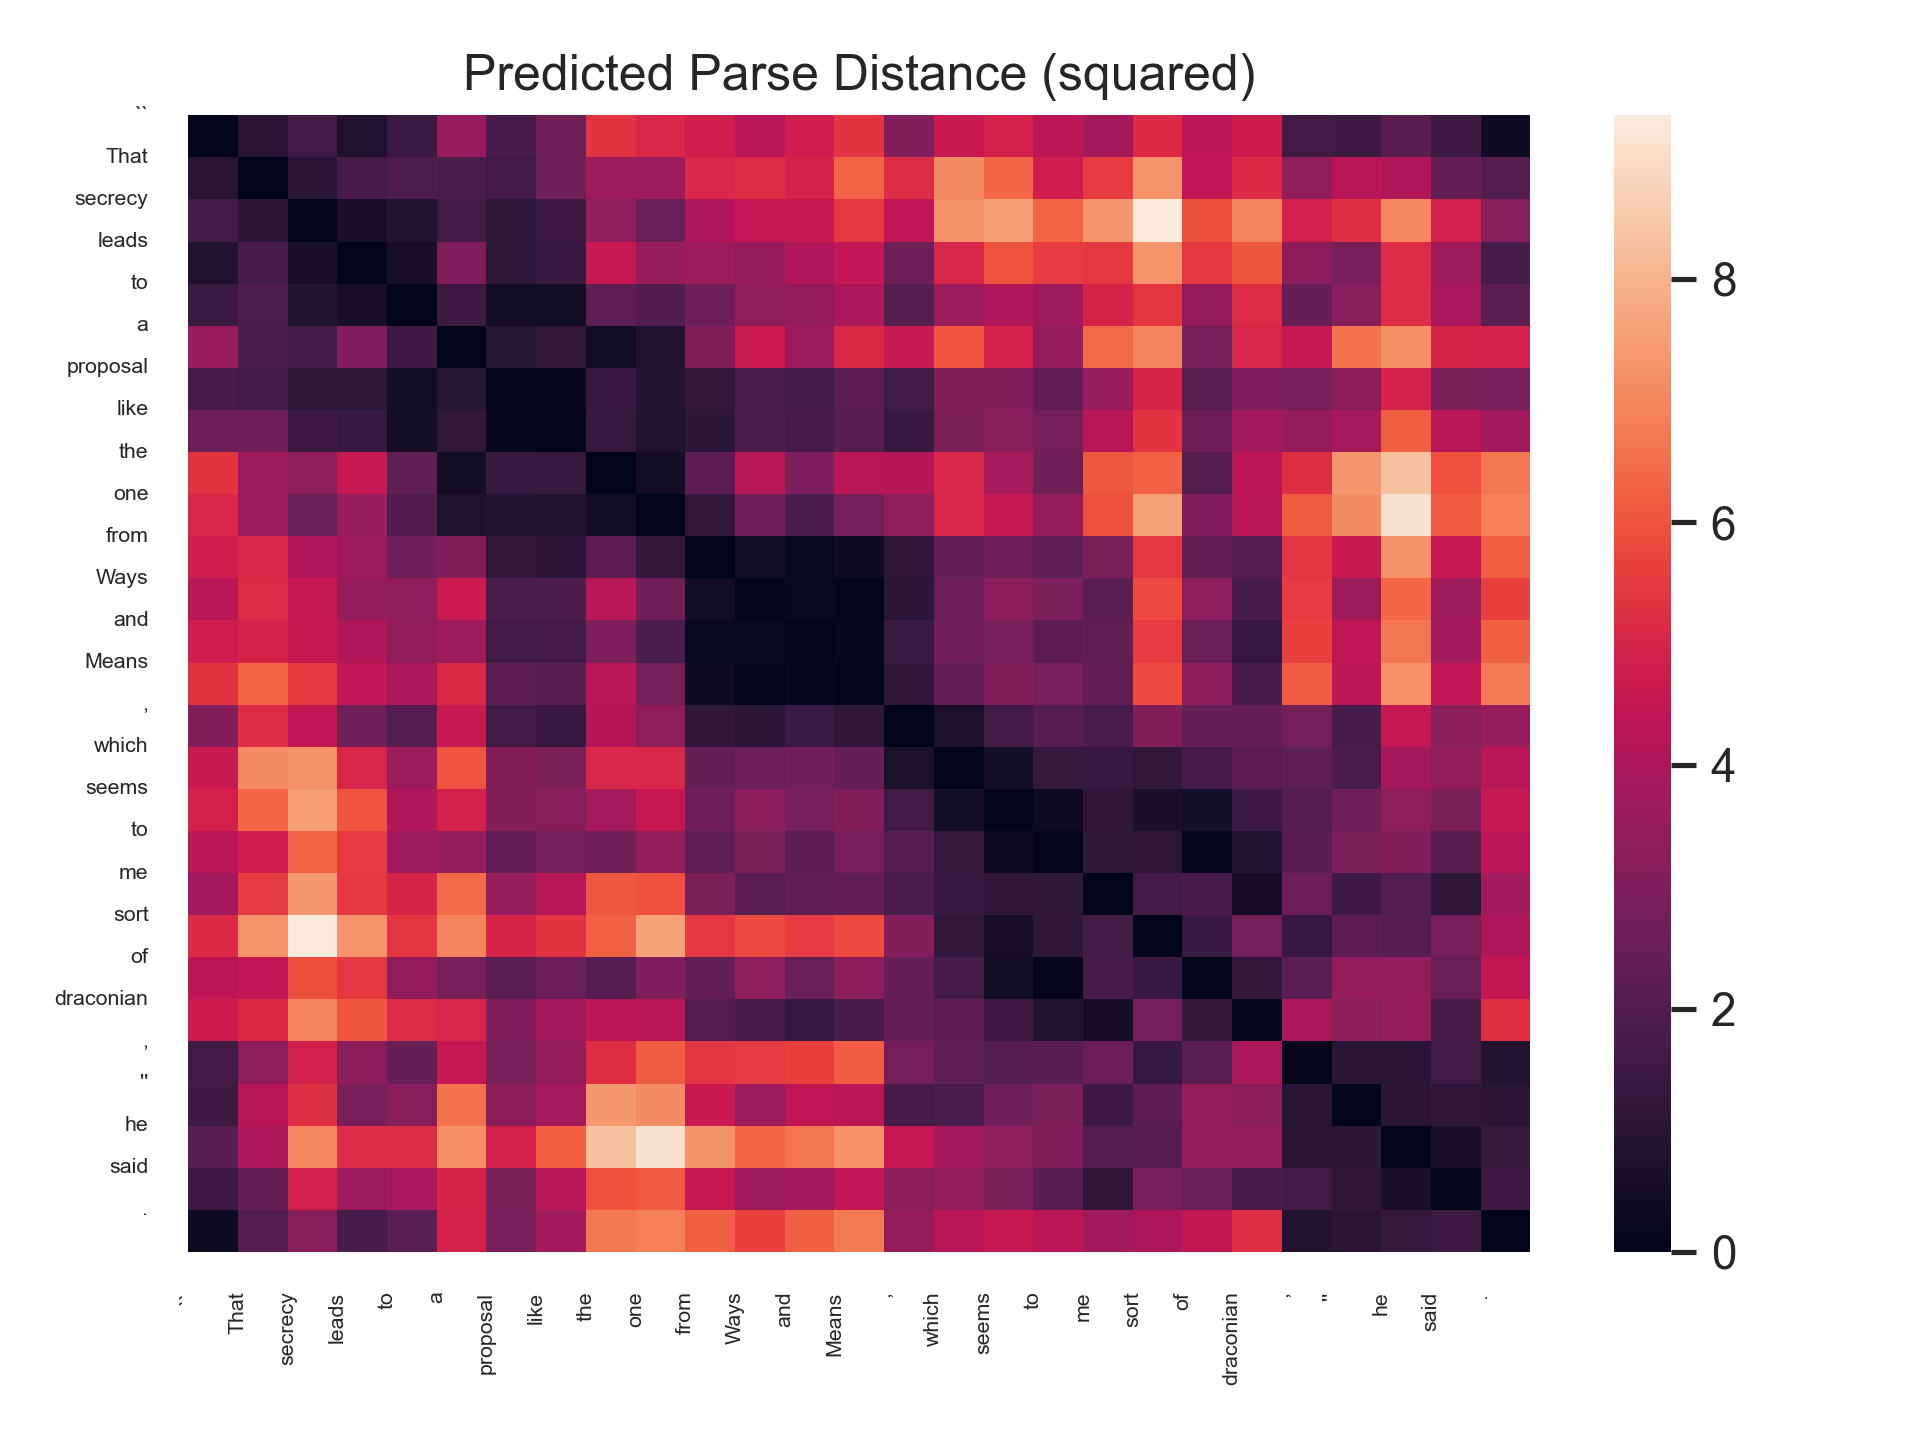 Predicted Parse Distance (squared)
``
That
secrecy
leads
to
a
proposal
like
the
one
from
Ways
and
Means
,
which
seems
to
me
sort
of
draconian
,
''
he
said
.
8
6
4
2
0
`` That secrecy leads to a proposal like the one from Ways and Means , which seems to me sort of draconian , '' he said .